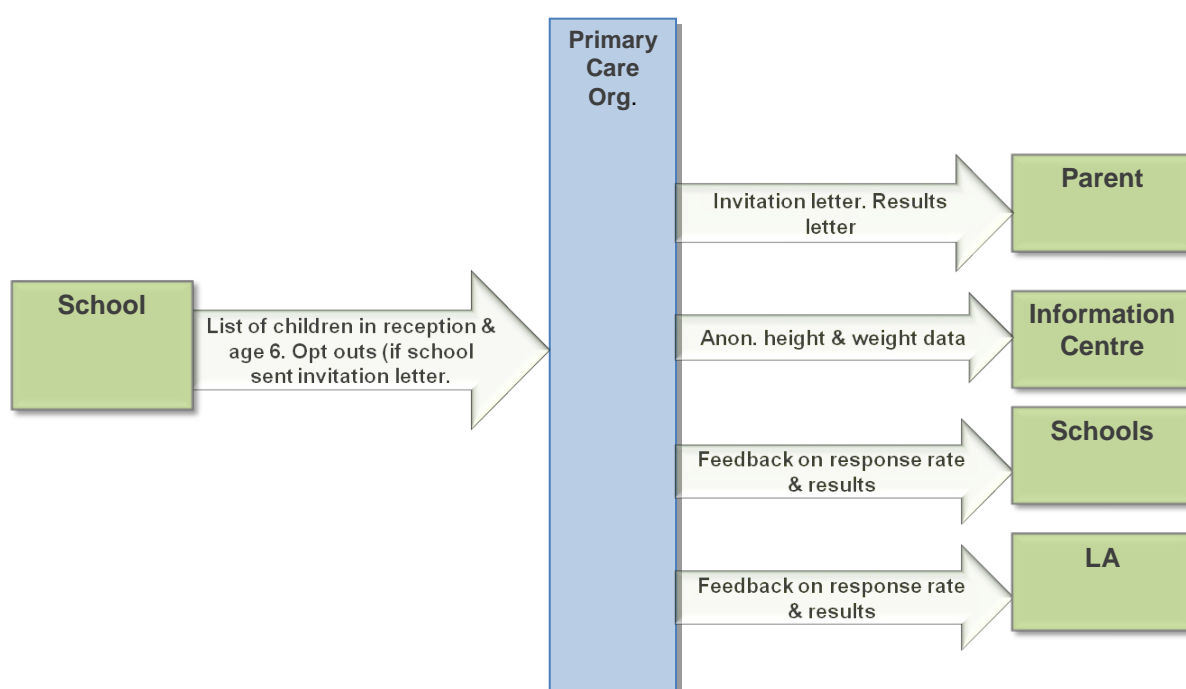 Primary
Care
Org.
Parent
Invitation letter. Results
letter
School
List of children in reception &
age 6. Opt outs (if school
sent invitation letter.
Information
Centre
Anon. height & weight data
Schools
Feedback on response rate
& results
LA
Feedback on response rate
& results